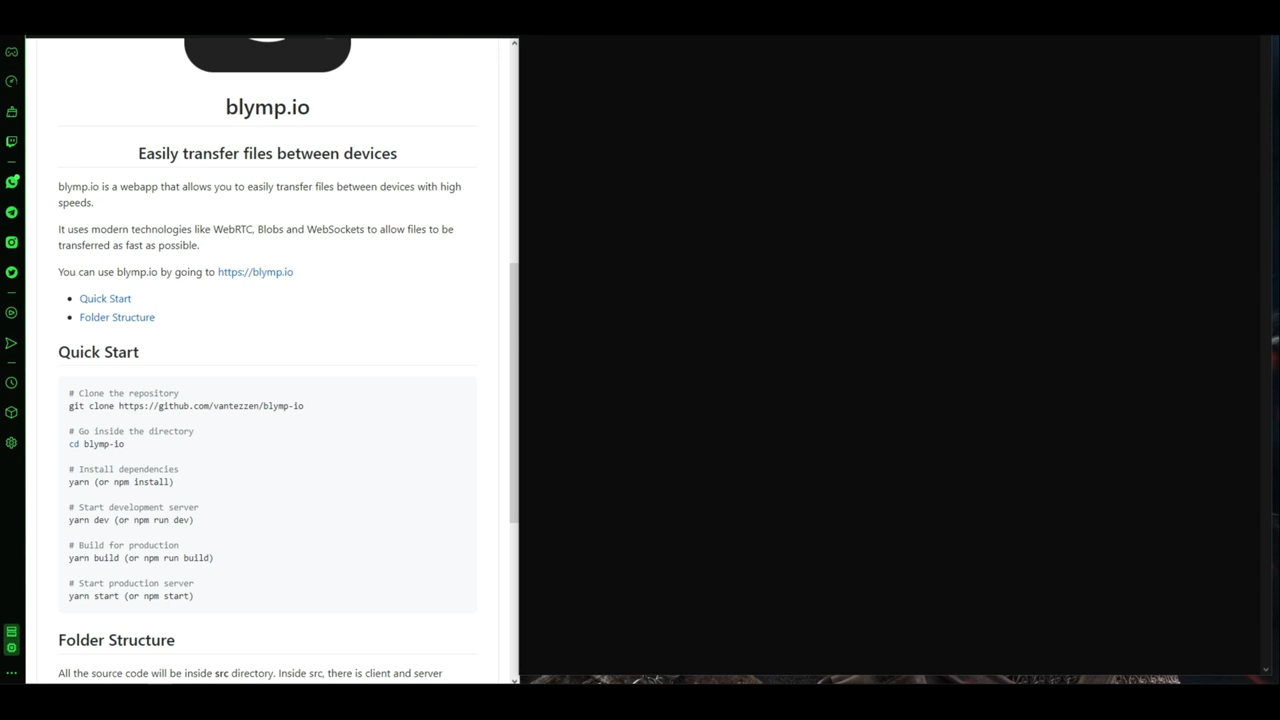 blymp.io
Easily transfer files between devices
blymp.io is a webapp that allows you to easily transfer files between devices with high
speeds.
It uses modern technologies like WebRTC, Blobs and WebSockets to allow files to be
transferred as fast as possible.
You can use blymp.io by going to https://blymp.io
Quick Start
Folder Structure
Quick Start
# Clone the repository
git clone https://github.com/vantezzen/blymp-io
# Go inside the directory
cd blymp-io
# Install dependencies
yarn (or npm install)
# Start development server
yarn dev (or npm run dev)
# Build for production
yarn build (or npm run build)
# Start production server
yarn start (or npm start)
Folder Structure
All the source code will be inside src directory. Inside src, there is client and server